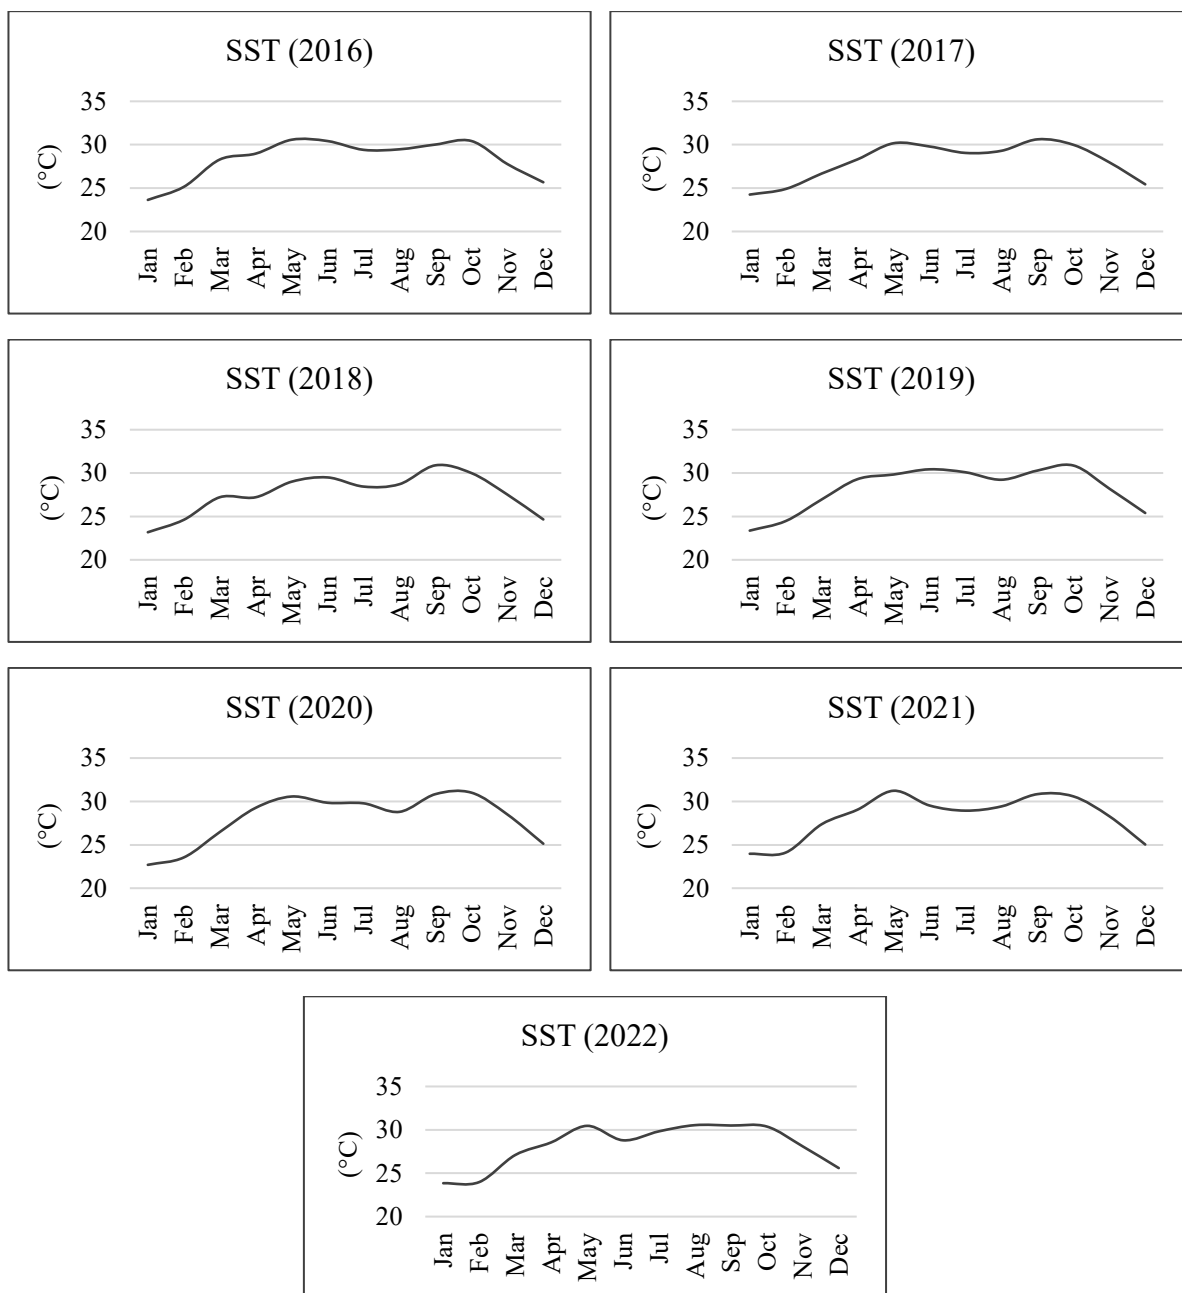 SST (2016)
35
30
25
20
(°C)
Jan Feb Mar Apr May Jun Jul Aug Sep Oct Nov Dec
SST (2017)
35
30
25
20
(°C)
Jan Feb Mar Apr May Jun Jul Aug Sep Oct Nov Dec
SST (2018)
35
30
25
20
(°C)
Jan Feb Mar Apr May Jun Jul Aug Sep Oct Nov Dec
SST (2019)
35
30
25
20
(°C)
Jan Feb Mar Apr May Jun Jul Aug Sep Oct Nov Dec
SST (2020)
35
30
25
20
(°C)
Jan Feb Mar Apr May Jun Jul Aug Sep Oct Nov Dec
SST (2021)
35
30
25
20
(°C)
Jan Feb Mar Apr May Jun Jul Aug Sep Oct Nov Dec
SST (2022)
35
30
25
20
(°C)
Jan Feb Mar Apr May Jun Jul Aug Sep Oct Nov Dec